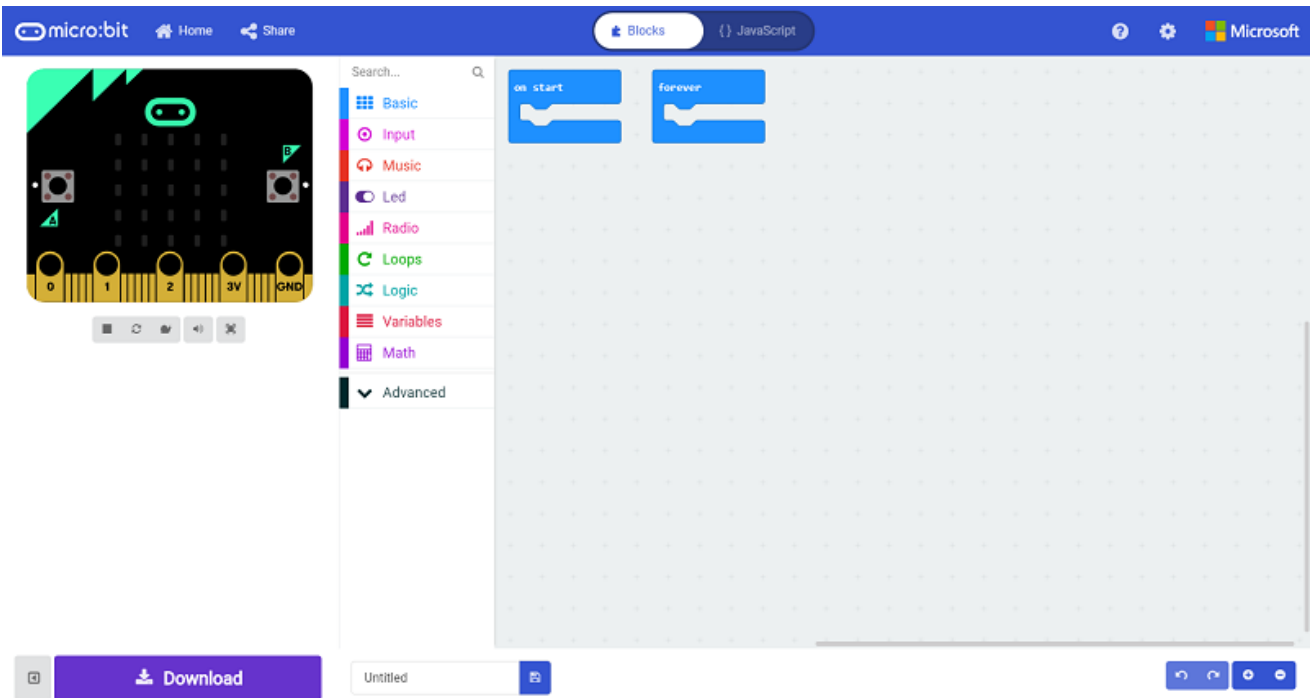 micro:bit Home Share Blocks {} JavaScript ? Microsoft
Search...
Basic
Input
Music
Led
Radio
Loops
Logic
Variables
Math
Advanced
B
A
0 1 2 3V GND
on start
forever
Download
Untitled